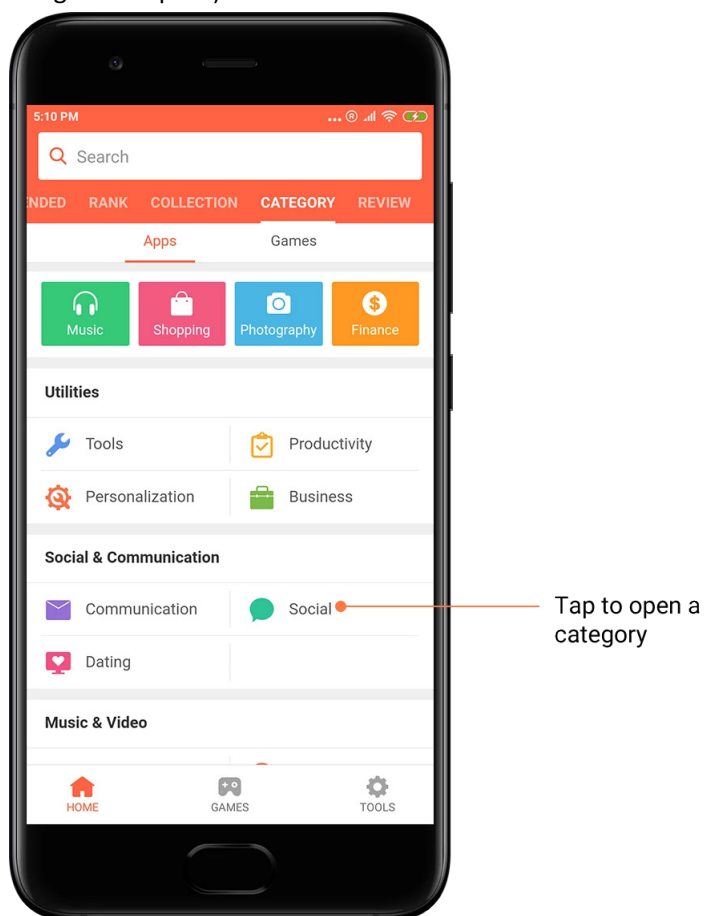 5:10 PM
Search
ENDED RANK COLLECTION CATEGORY REVIEW
Apps Games
Music Shopping Photography Finance
Utilities
Tools Productivity
Personalization Business
Social & Communication
Communication Social
Dating
Tap to open a
category
Music & Video
HOME GAMES TOOLS